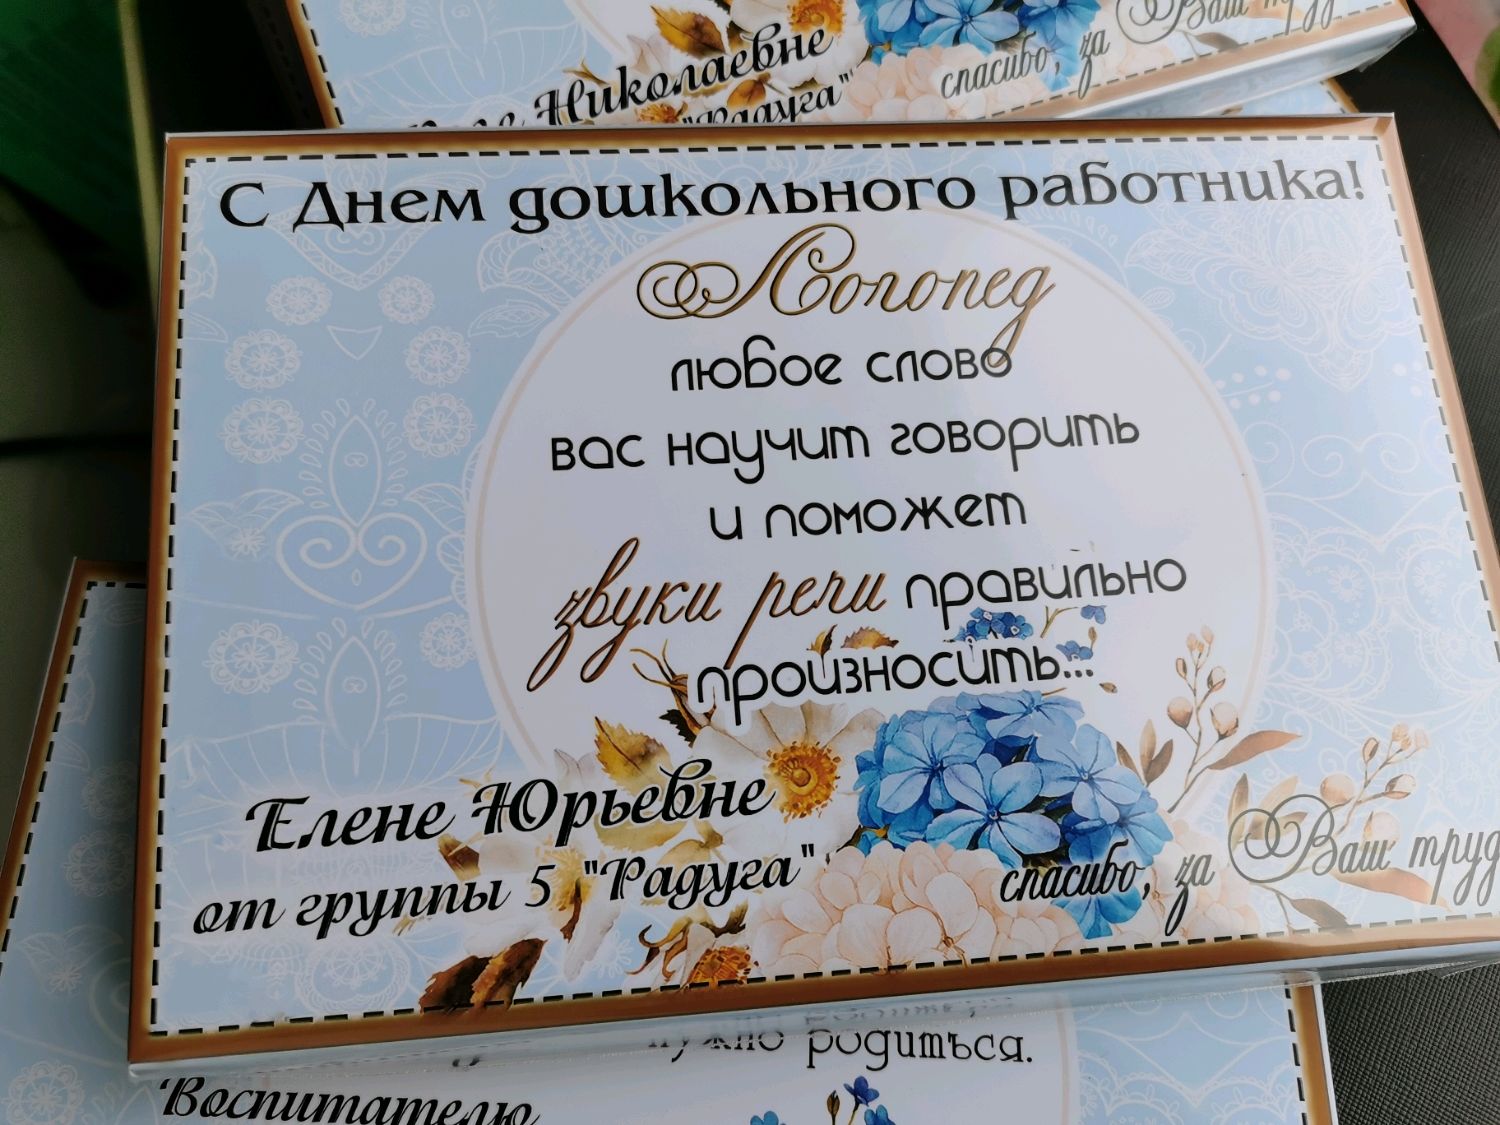 Николаевне
"Радуга"
спасибо, за Ваш
С Днем дошкольного работника!
Логопед
любое слово
вас научит говорить
и поможет
звуки речи правильно
произносить...
Елене Юрьевне
от группы 5 "Радуга"
спасибо, за Ваш труд
нужно родиться.
Воспитателю